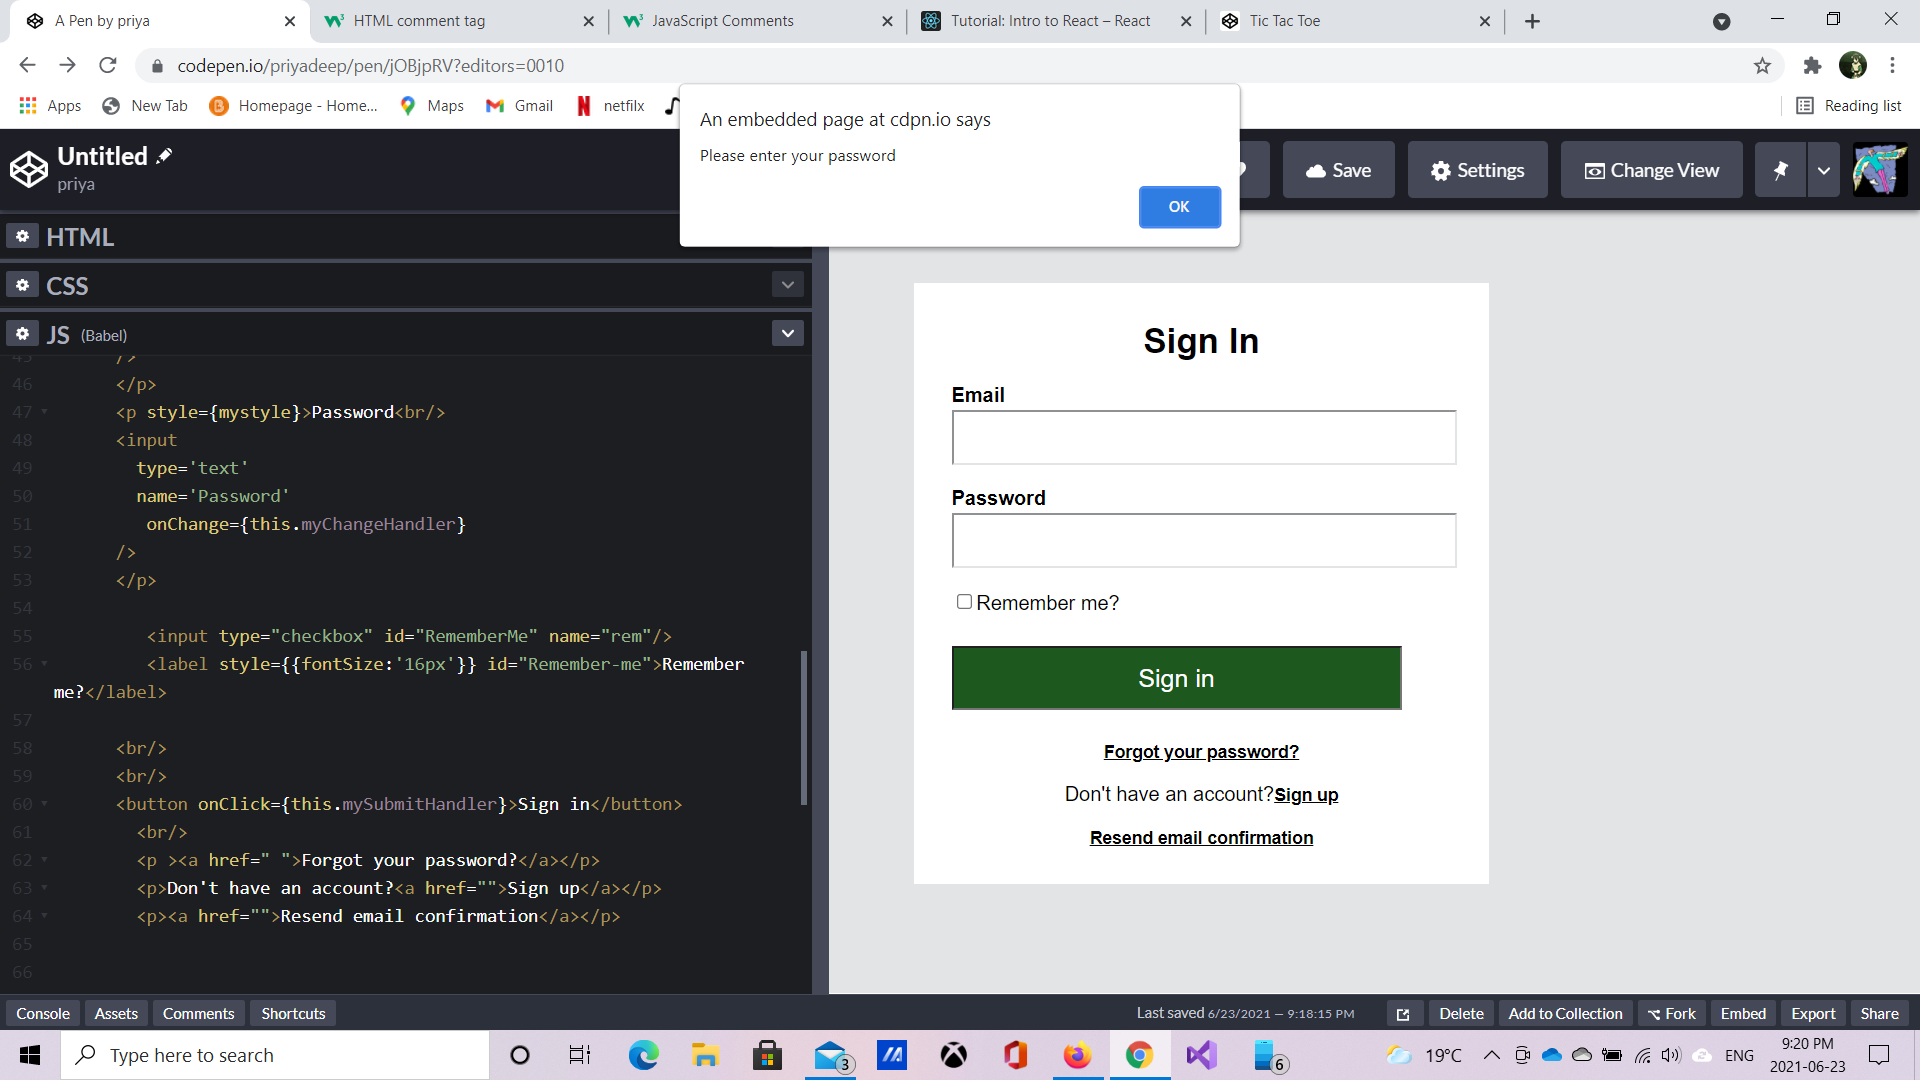 A Pen by priya
HTML comment tag
JavaScript Comments
Tutorial: Intro to React – React
Tic Tac Toe
codepen.io/priyadeep/pen/jOBjpRV?editors=0010
Apps
New Tab
Homepage - Home...
Maps
Gmail
netfilx
Reading list
An embedded page at cdpn.io says
Please enter your password
OK
Untitled
priya
Save
Settings
Change View
HTML
CSS
JS (Babel)
45 />
46 </p>
47 <p style={mystyle}>Password<br/>
48 <input
49 type='text'
50 name='Password'
51 onChange={this.myChangeHandler}
52 />
53 </p>
54
55 <input type="checkbox" id="RememberMe" name="rem"/>
56 <label style={{fontSize:'16px'}} id="Remember-me">Remember
me?</label>
57
58 <br/>
59 <br/>
60 <button onClick={this.mySubmitHandler}>Sign in</button>
61 <br/>
62 <p ><a href=" ">Forgot your password?</a></p>
63 <p>Don't have an account?<a href="">Sign up</a></p>
64 <p><a href="">Resend email confirmation</a></p>
65
66
Sign In
Email
Password
Remember me?
Sign in
Forgot your password?
Don't have an account?Sign up
Resend email confirmation
Console
Assets
Comments
Shortcuts
Last saved 6/23/2021 — 9:18:15 PM
Delete
Add to Collection
Fork
Embed
Export
Share
Type here to search
3
6
19°C
ENG
9:20 PM
2021-06-23